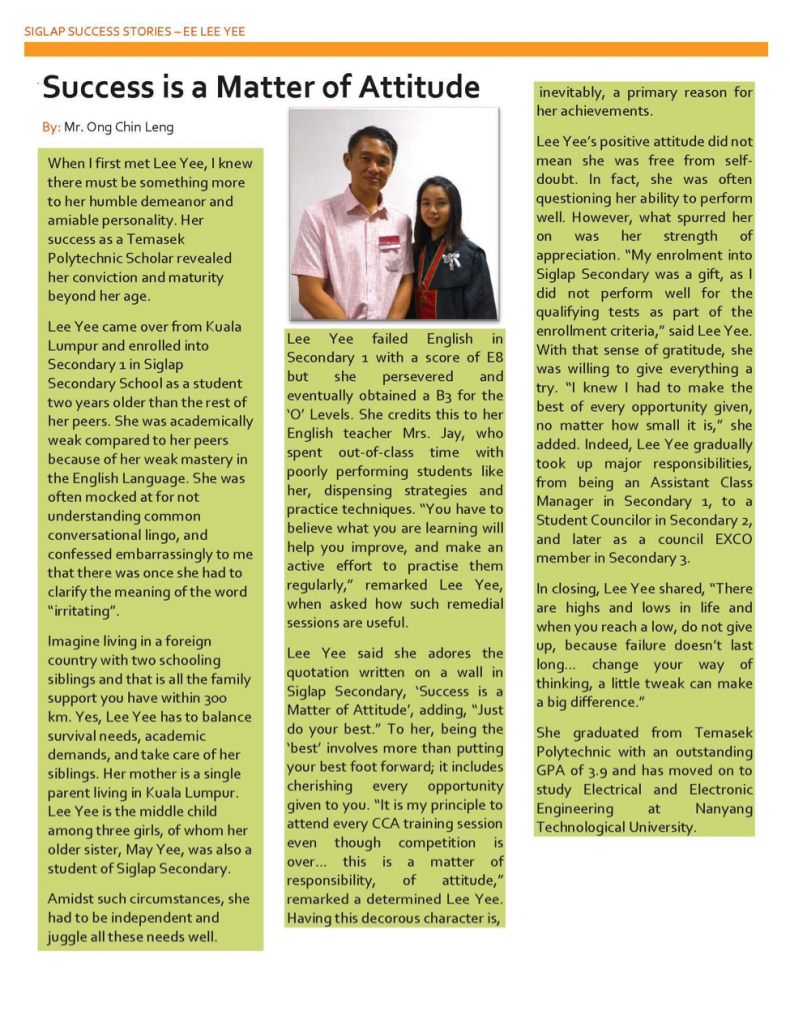 SIGLAP SUCCESS STORIES – EE LEE YEE
Success is a Matter of Attitude
By: Mr. Ong Chin Leng
When I first met Lee Yee, I knew
there must be something more
to her humble demeanor and
amiable personality. Her
success as a Temasek
Polytechnic Scholar revealed
her conviction and maturity
beyond her age.
Lee Yee came over from Kuala
Lumpur and enrolled into
Secondary 1 in Siglap
Secondary School as a student
two years older than the rest of
her peers. She was academically
weak compared to her peers
because of her weak mastery in
the English Language. She was
often mocked at for not
understanding common
conversational lingo, and
confessed embarrassingly to me
that there was once she had to
clarify the meaning of the word
“irritating”.
Imagine living in a foreign
country with two schooling
siblings and that is all the family
support you have within 300
km. Yes, Lee Yee has to balance
survival needs, academic
demands, and take care of her
siblings. Her mother is a single
parent living in Kuala Lumpur.
Lee Yee is the middle child
among three girls, of whom her
older sister, May Yee, was also a
student of Siglap Secondary.
Amidst such circumstances, she
had to be independent and
juggle all these needs well.
Lee Yee failed English in
Secondary 1 with a score of E8
but she persevered and
eventually obtained a B3 for the
‘O’ Levels. She credits this to her
English teacher Mrs. Jay, who
spent out-of-class time with
poorly performing students like
her, dispensing strategies and
practice techniques. “You have to
believe what you are learning will
help you improve, and make an
active effort to practise them
regularly,” remarked Lee Yee,
when asked how such remedial
sessions are useful.
Lee Yee said she adores the
quotation written on a wall in
Siglap Secondary, ‘Success is a
Matter of Attitude’, adding, “Just
do your best.” To her, being the
‘best’ involves more than putting
your best foot forward; it includes
cherishing every opportunity
given to you. “It is my principle to
attend every CCA training session
even though competition is
over... this is a matter of
responsibility, of attitude,”
remarked a determined Lee Yee.
Having this decorous character is,
inevitably, a primary reason for
her achievements.
Lee Yee’s positive attitude did not
mean she was free from self-
doubt. In fact, she was often
questioning her ability to perform
well. However, what spurred her
on was her strength of
appreciation. “My enrolment into
Siglap Secondary was a gift, as I
did not perform well for the
qualifying tests as part of the
enrollment criteria,” said Lee Yee.
With that sense of gratitude, she
was willing to give everything a
try. “I knew I had to make the
best of every opportunity given,
no matter how small it is,” she
added. Indeed, Lee Yee gradually
took up major responsibilities,
from being an Assistant Class
Manager in Secondary 1, to a
Student Councilor in Secondary 2,
and later as a council EXCO
member in Secondary 3.
In closing, Lee Yee shared, “There
are highs and lows in life and
when you reach a low, do not give
up, because failure doesn’t last
long... change your way of
thinking, a little tweak can make
a big difference.”
She graduated from Temasek
Polytechnic with an outstanding
GPA of 3.9 and has moved on to
study Electrical and Electronic
Engineering at Nanyang
Technological University.